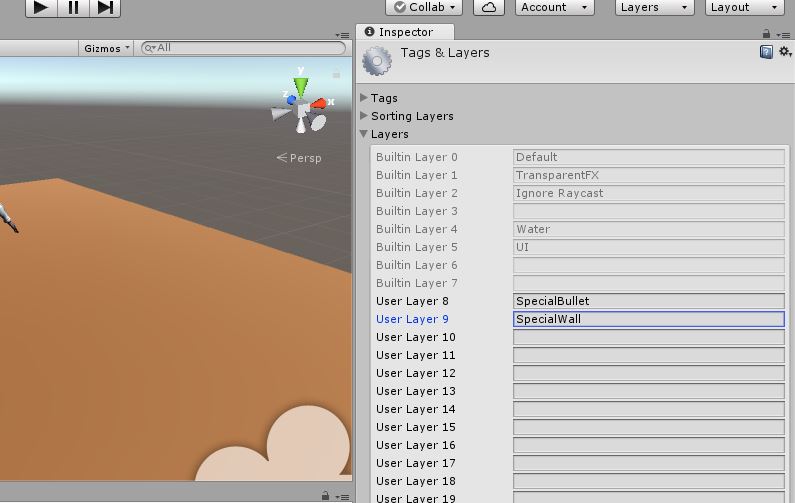 Collab
Account
Layers
Layout
Gizmos
All
Inspector
Tags & Layers
y
z
x
Persp
Tags
Sorting Layers
Layers
Builtin Layer 0 Default
Builtin Layer 1 TransparentFX
Builtin Layer 2 Ignore Raycast
Builtin Layer 3
Builtin Layer 4 Water
Builtin Layer 5 UI
Builtin Layer 6
Builtin Layer 7
User Layer 8 SpecialBullet
User Layer 9 SpecialWall
User Layer 10
User Layer 11
User Layer 12
User Layer 13
User Layer 14
User Layer 15
User Layer 16
User Layer 17
User Layer 18
User Layer 19